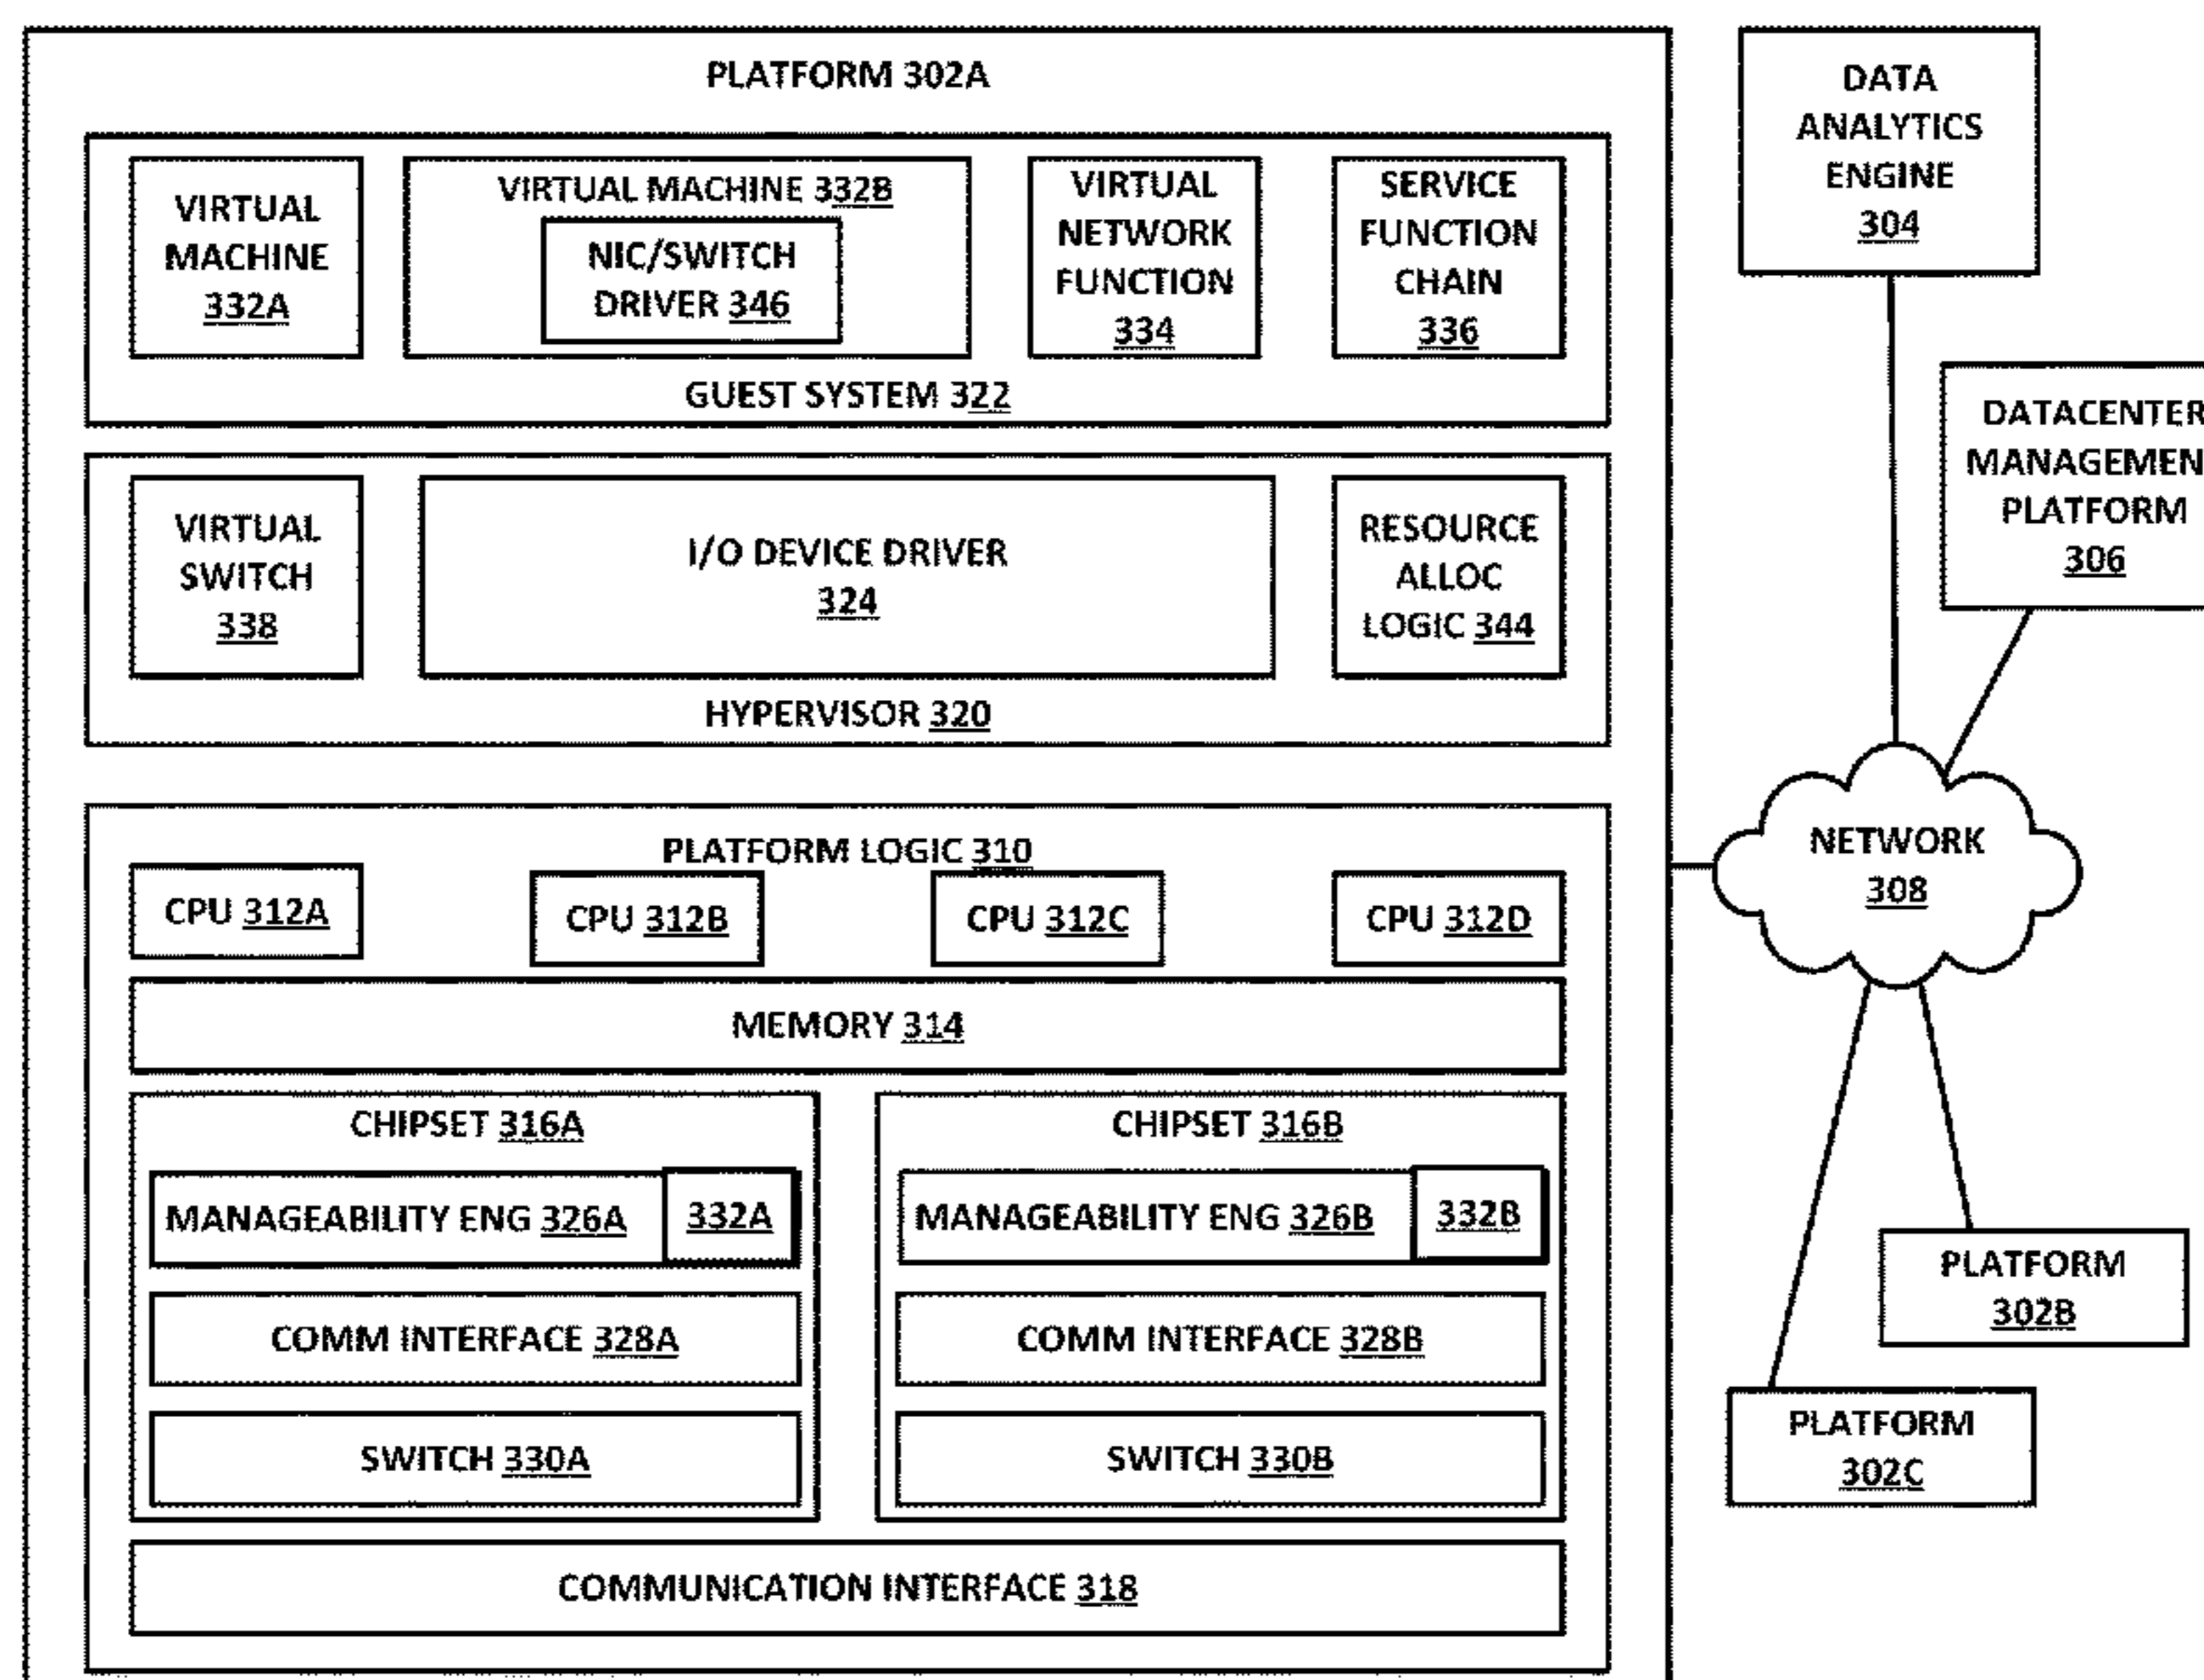 PLATFORM 302A
VIRTUAL
MACHINE
332A
VIRTUAL MACHINE 332B
NIC/SWITCH
DRIVER 346
VIRTUAL
NETWORK
FUNCTION
334
SERVICE
FUNCTION
CHAIN
336
GUEST SYSTEM 322
VIRTUAL
SWITCH
338
I/O DEVICE DRIVER
324
RESOURCE
ALLOC
LOGIC 344
HYPERVISOR 320
PLATFORM LOGIC 310
CPU 312A
CPU 312B
CPU 312C
CPU 312D
MEMORY 314
CHIPSET 316A
MANAGEABILITY ENG 326A
332A
COMM INTERFACE 328A
SWITCH 330A
CHIPSET 316B
MANAGEABILITY ENG 326B
332B
COMM INTERFACE 328B
SWITCH 330B
COMMUNICATION INTERFACE 318
DATA
ANALYTICS
ENGINE
304
DATACENTER
MANAGEMEN
PLATFORM
306
NETWORK
308
PLATFORM
302B
PLATFORM
302C